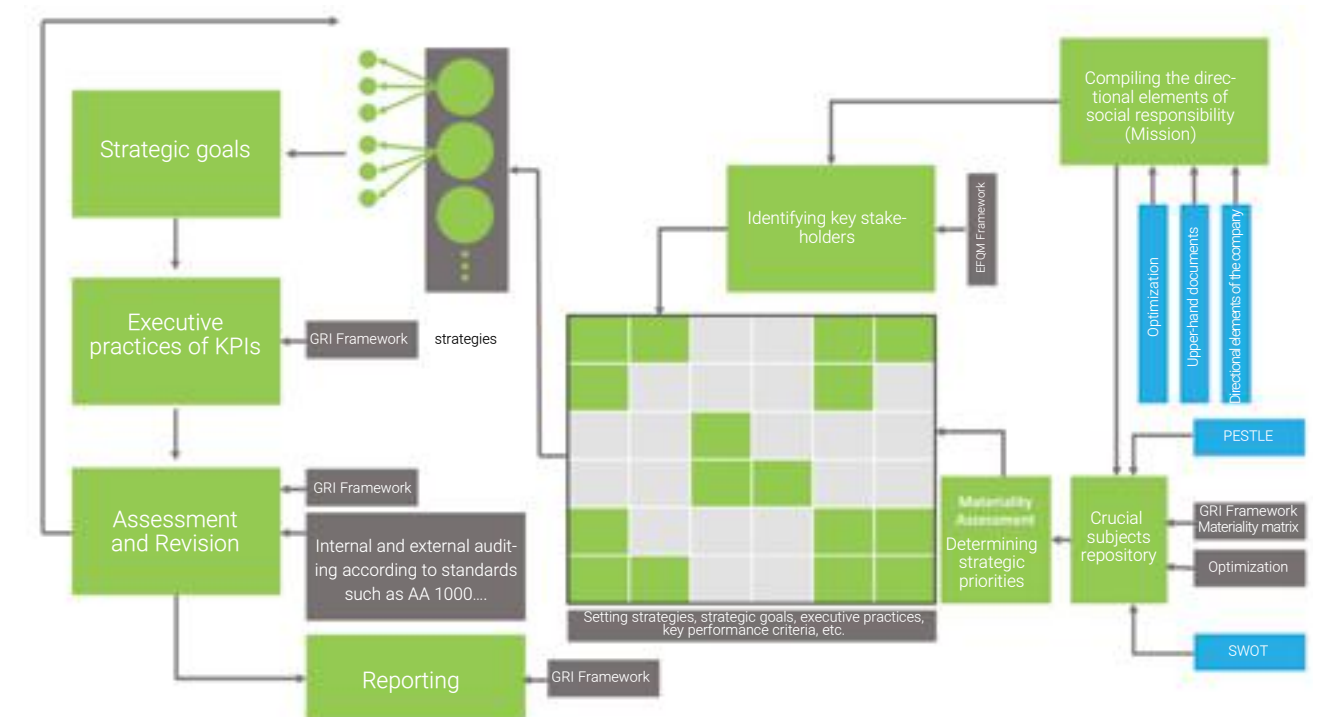 Compiling the direc-
tional elements of
social responsibility
(Mission)
Strategic goals
Identifying key stake-
holders
EFQM Framework
Optimization
Upper-hand documents
Directional elements of the company
Executive
practices of KPIs
GRI Framework
strategies
PESTLE
GRI Framework
Assessment
and Revision
Internal and external audit-
ing according to standards
such as AA 1000....
Materiality
Assessment
Determining
strategic
priorities
Crucial
subjects
repository
GRI Framework
Materiality matrix
Optimization
Setting strategies, strategic goals, executive practices,
key performance criteria, etc.
SWOT
Reporting
GRI Framework